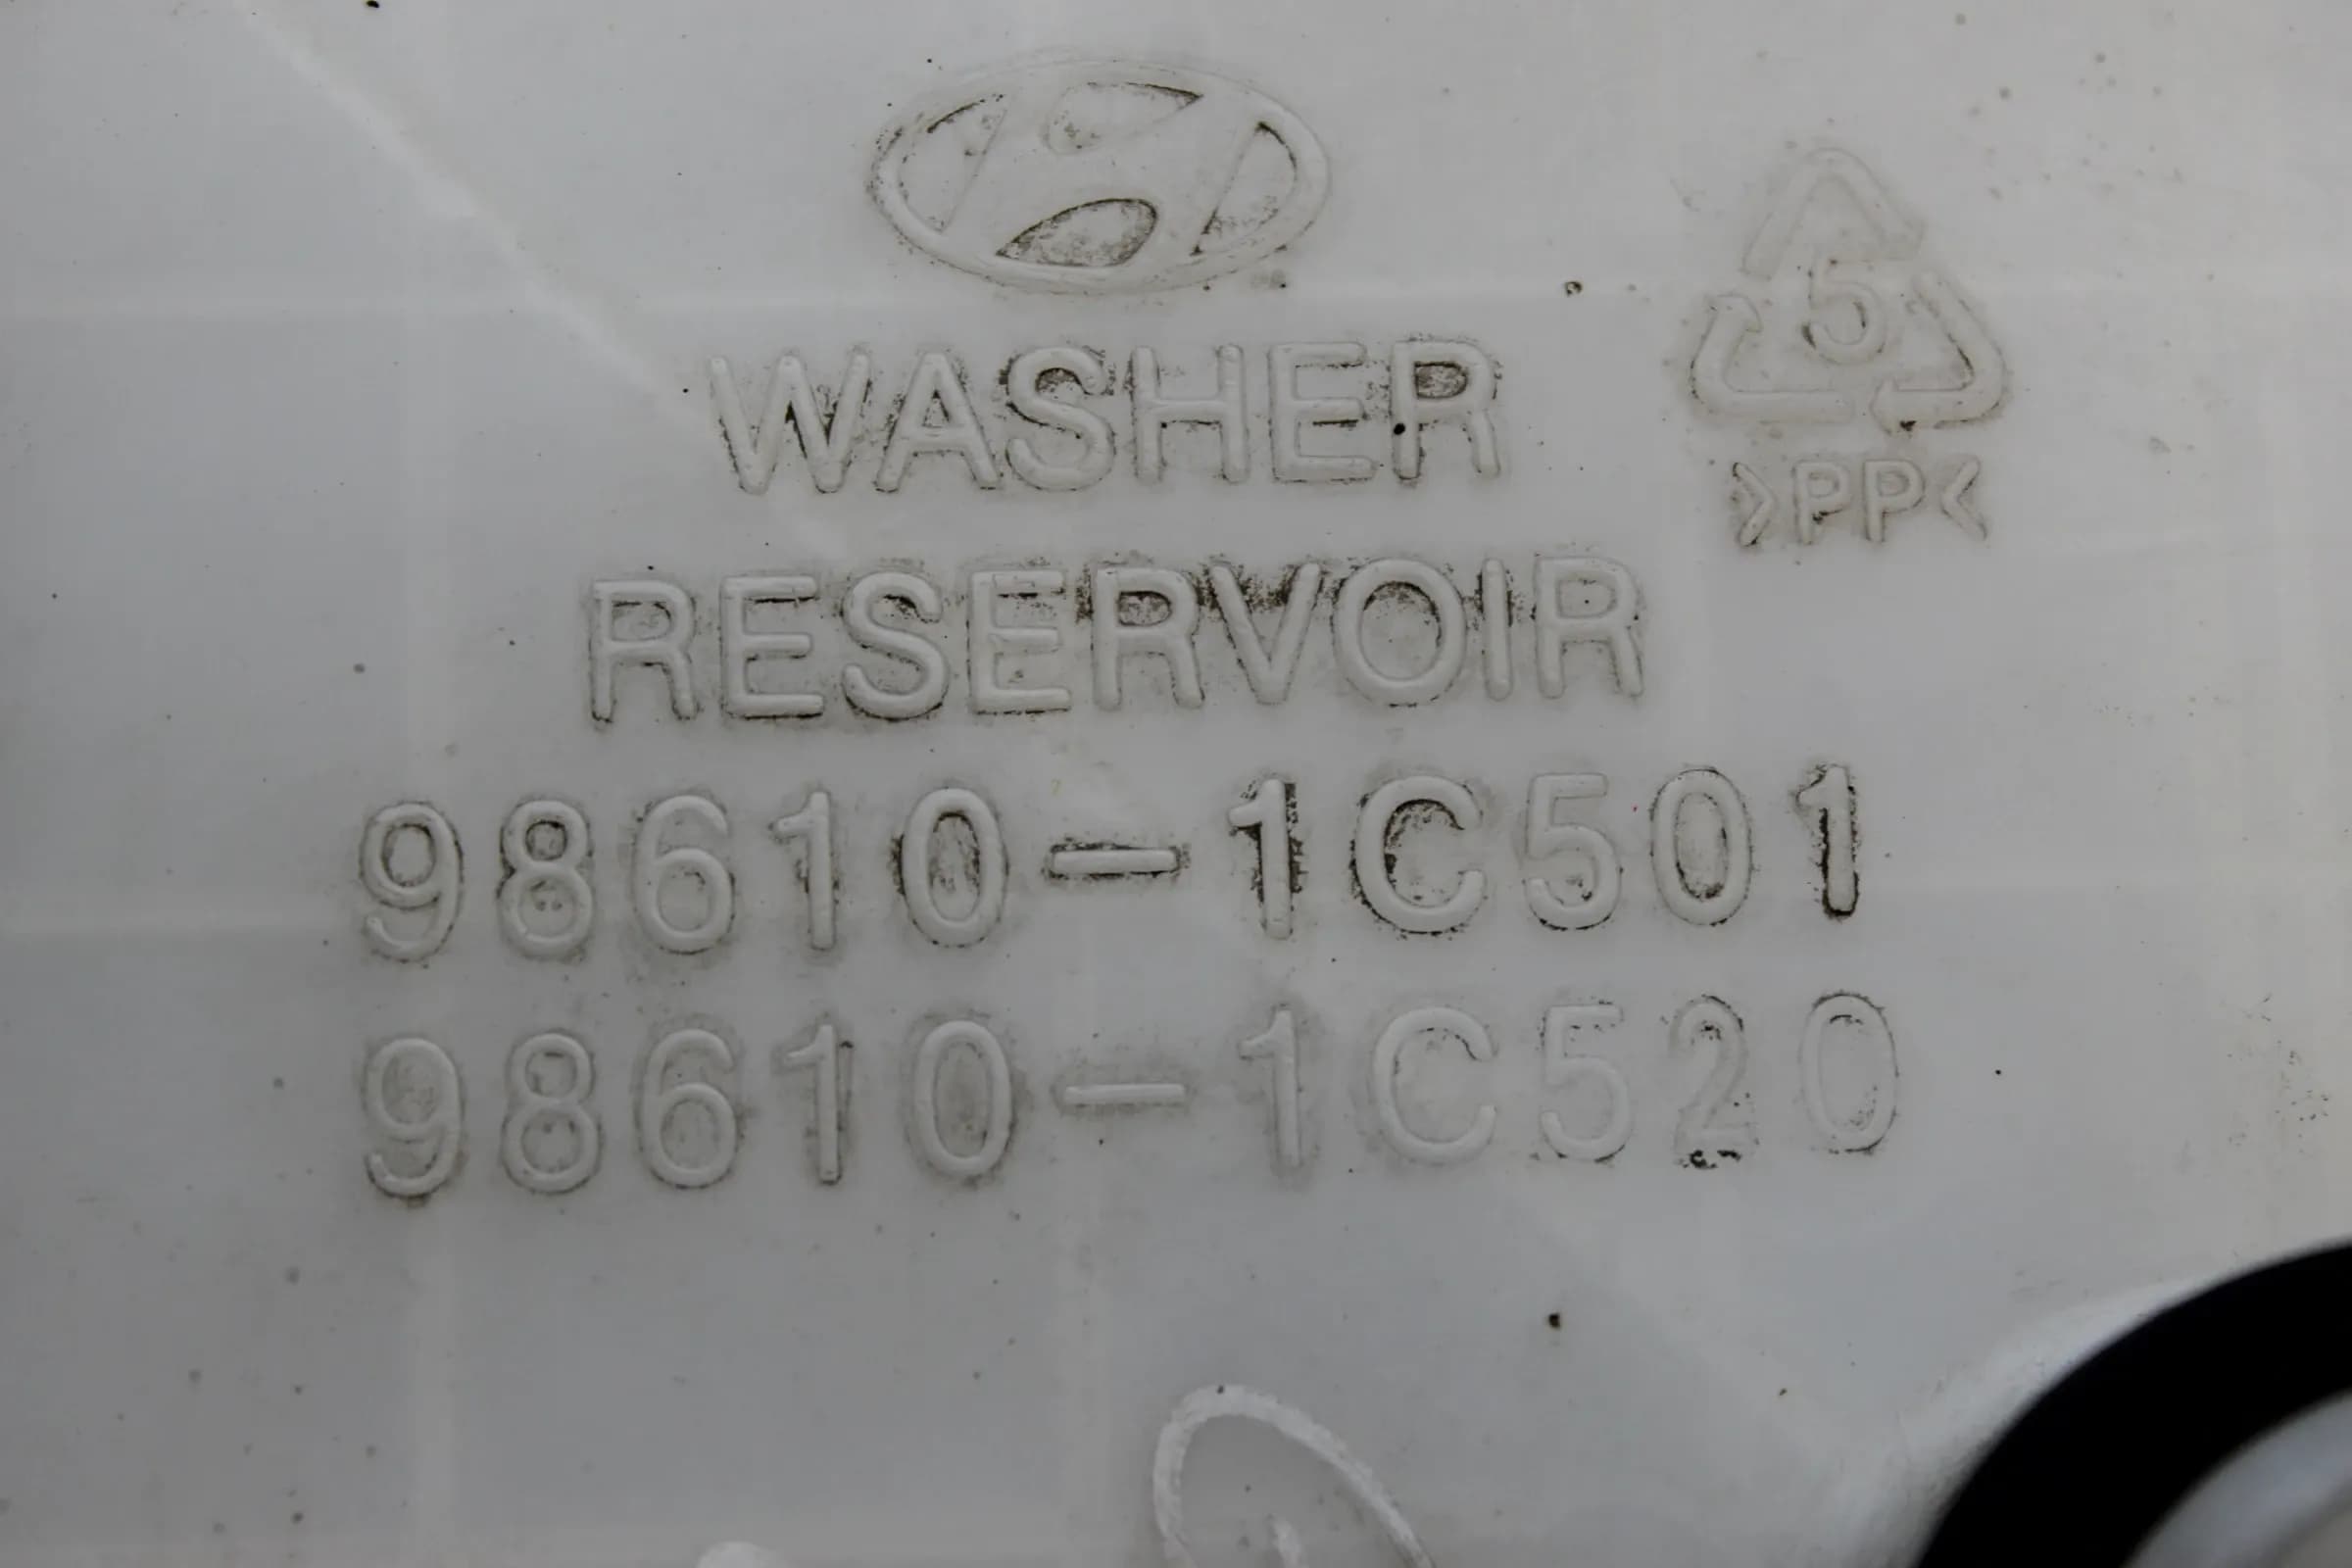 WASHER
RESERVOIR
98610-1C501
98610-1C520
5
>PP<